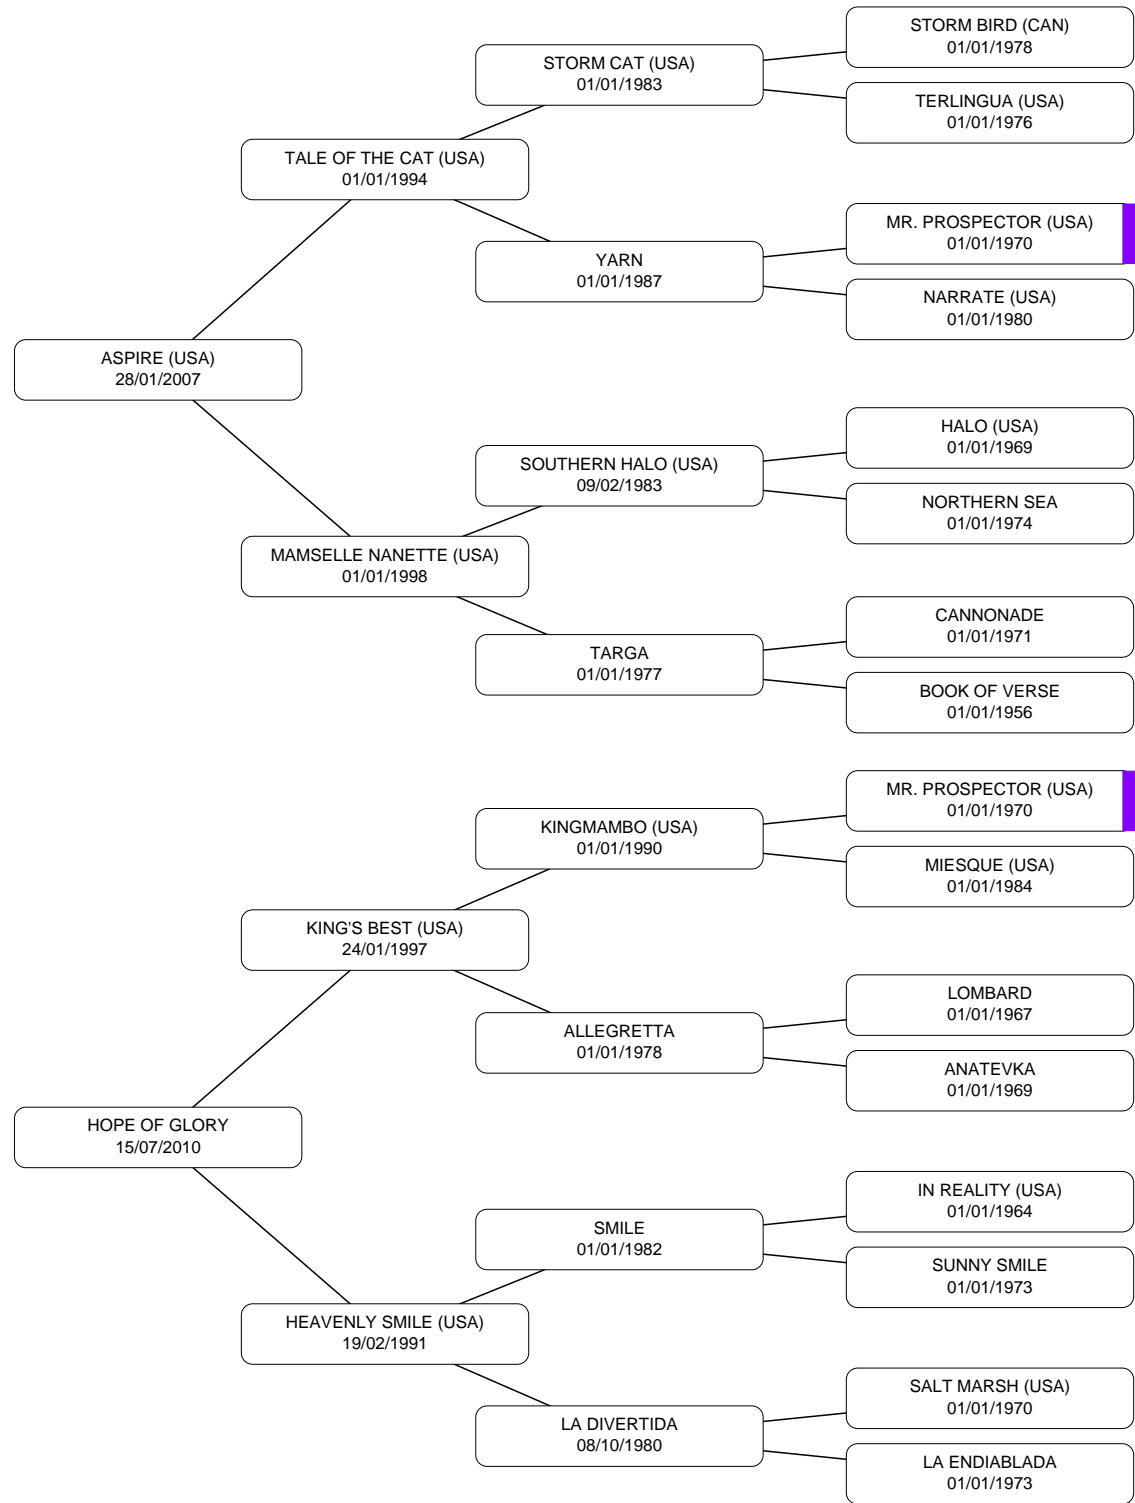 STORM BIRD (CAN)
01/01/1978
STORM CAT (USA)
01/01/1983
TERLINGUA (USA)
01/01/1976
TALE OF THE CAT (USA)
01/01/1994
MR. PROSPECTOR (USA)
01/01/1970
YARN
01/01/1987
NARRATE (USA)
01/01/1980
ASPIRE (USA)
28/01/2007
HALO (USA)
01/01/1969
SOUTHERN HALO (USA)
09/02/1983
NORTHERN SEA
01/01/1974
MAMSELLE NANETTE (USA)
01/01/1998
CANNONADE
01/01/1971
TARGA
01/01/1977
BOOK OF VERSE
01/01/1956
MR. PROSPECTOR (USA)
01/01/1970
KINGMAMBO (USA)
01/01/1990
MIESQUE (USA)
01/01/1984
KING'S BEST (USA)
24/01/1997
LOMBARD
01/01/1967
ALLEGRETTA
01/01/1978
ANATEVKA
01/01/1969
HOPE OF GLORY
15/07/2010
IN REALITY (USA)
01/01/1964
SMILE
01/01/1982
SUNNY SMILE
01/01/1973
HEAVENLY SMILE (USA)
19/02/1991
SALT MARSH (USA)
01/01/1970
LA DIVERTIDA
08/10/1980
LA ENDIABLADA
01/01/1973